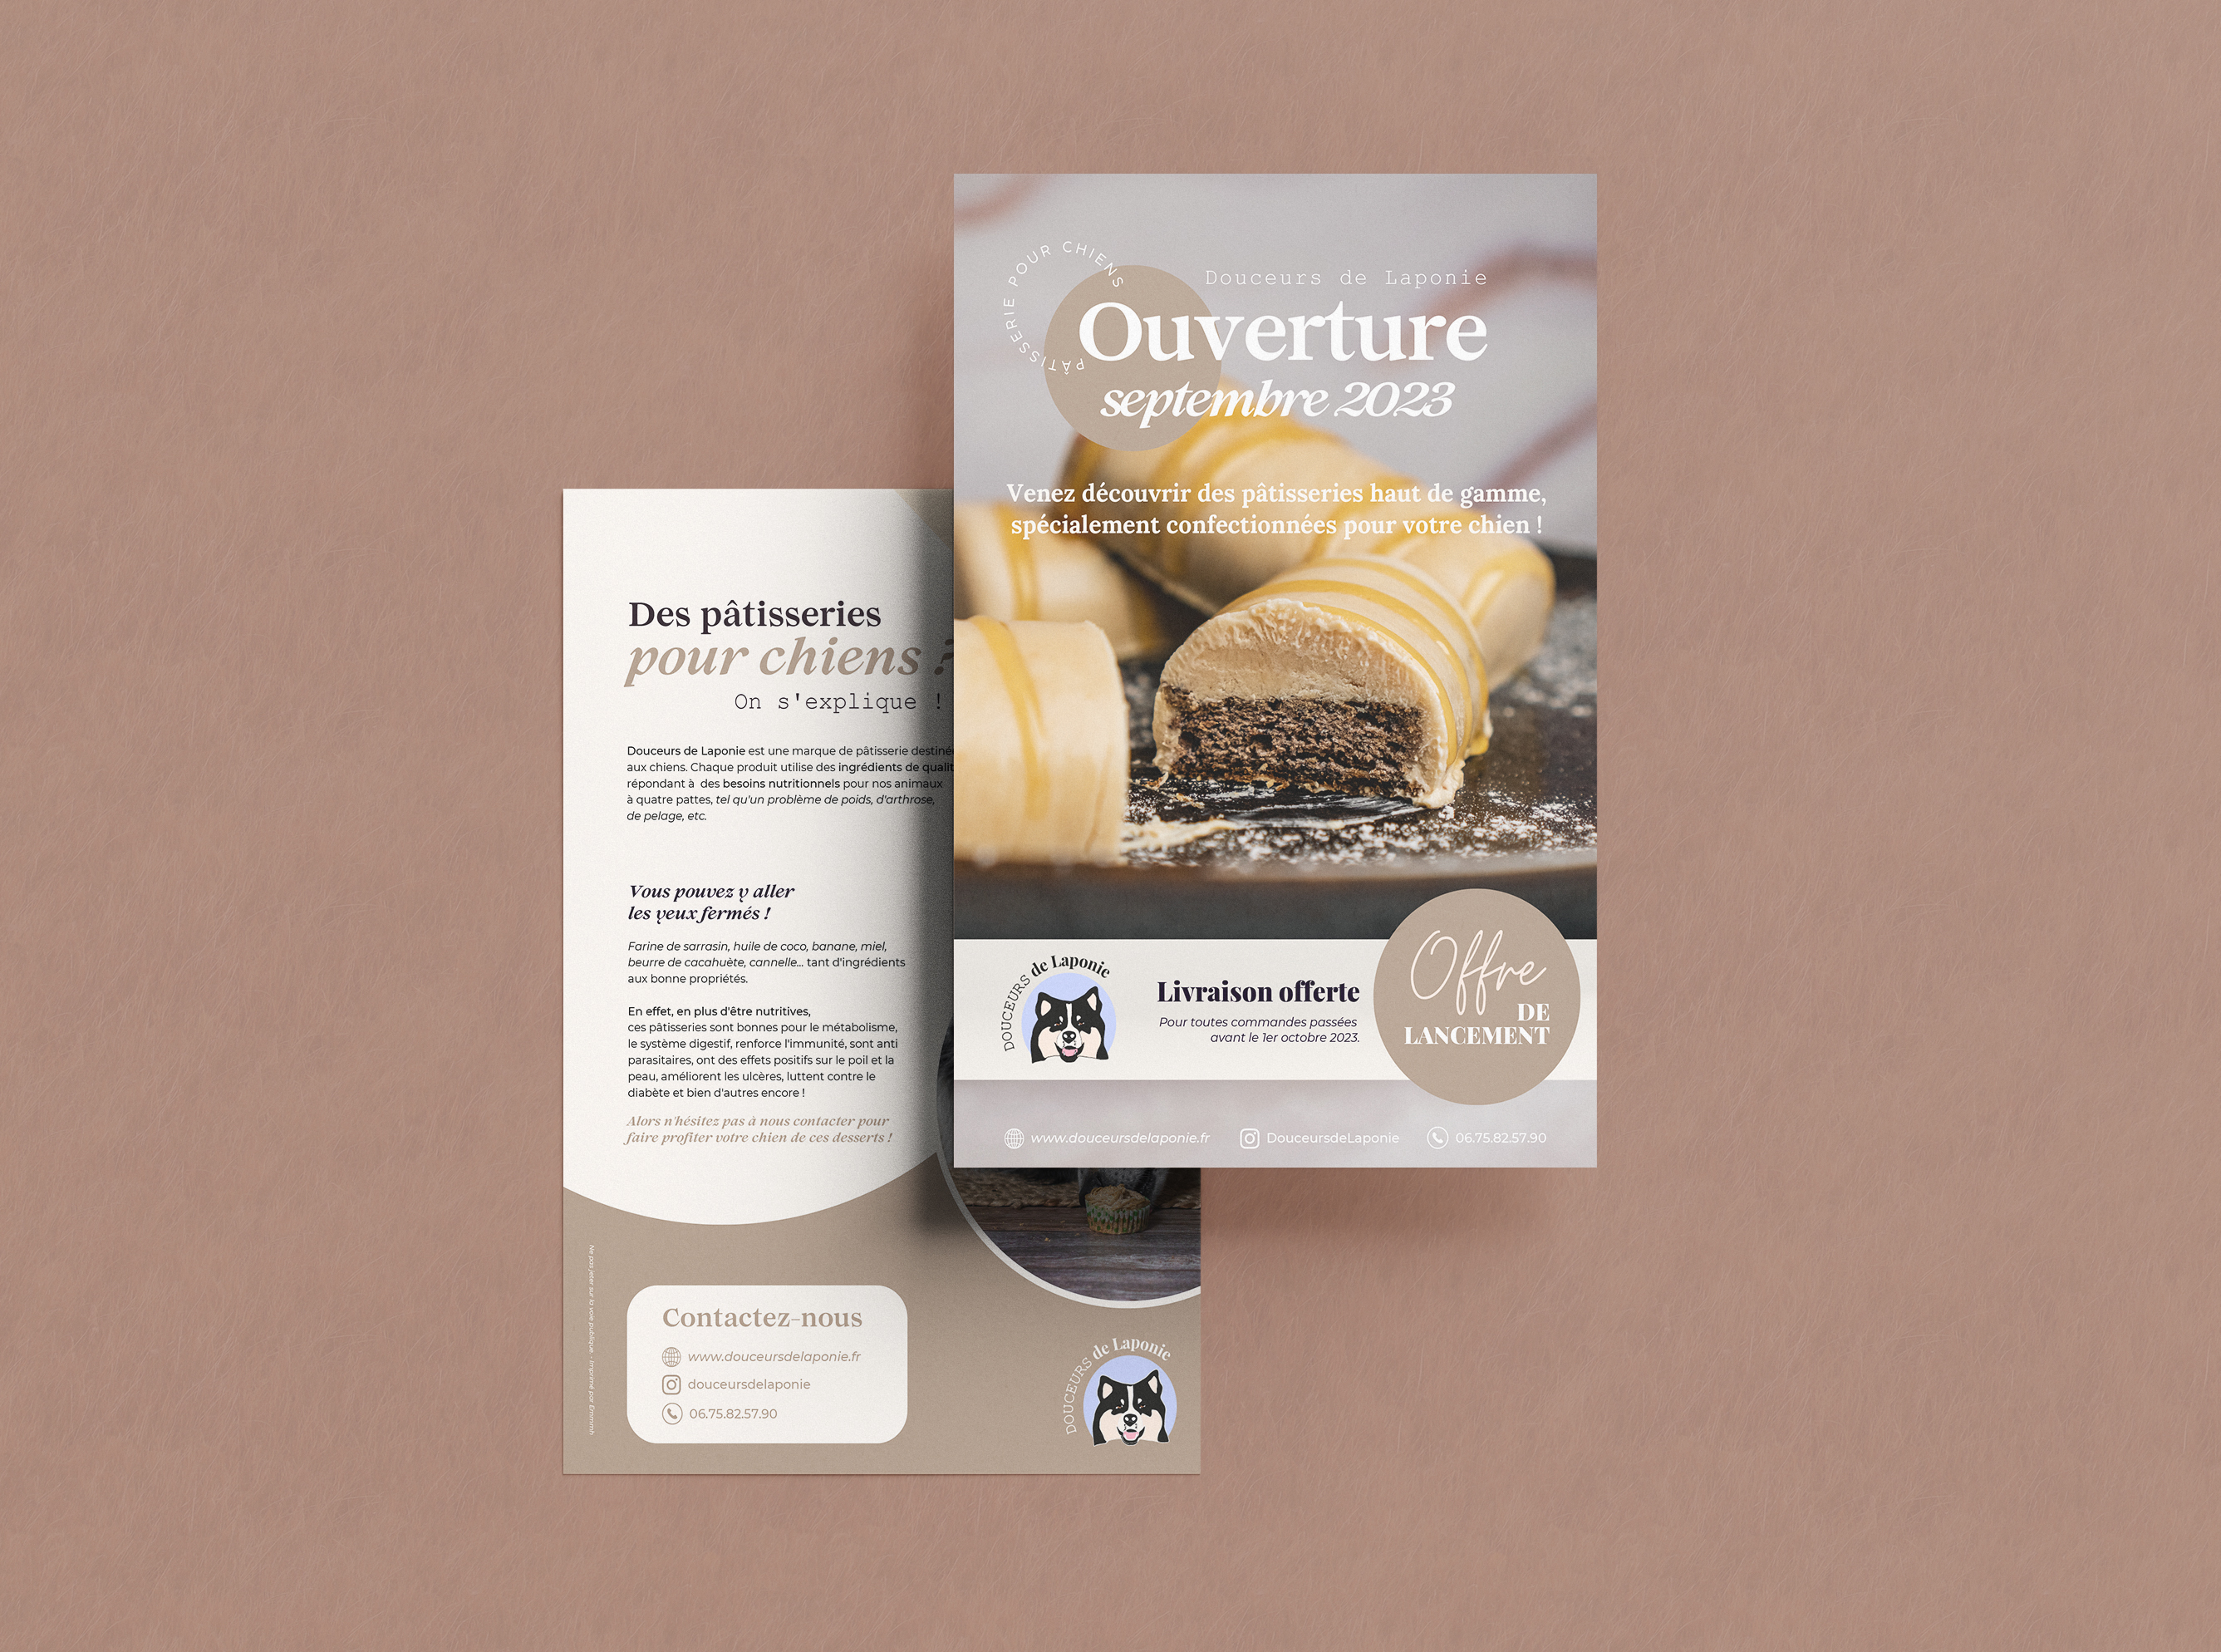 PÂTISSERIE POUR CHIENS
Douceurs de Laponie
Ouverture
septembre 2023
Venez découvrir des pâtisseries haut de gamme,
spécialement confectionnées pour votre chien !
DOUCEURS de Laponie
Livraison offerte
Pour toutes commandes passées
avant le 1er octobre 2023.
Offre
DE
LANCEMENT
www.douceursdelaponie.fr
DouceursdeLaponie
06.75.82.57.90
Des pâtisseries
pour chiens ?
On s'explique !
Douceurs de Laponie est une marque de pâtisserie destiné
aux chiens. Chaque produit utilise des ingrédients de qualit
répondant à des besoins nutritionnels pour nos animaux
à quatre pattes, tel qu'un problème de poids, d'arthrose,
de pelage, etc.
Vous pouvez y aller
les yeux fermés !
Farine de sarrasin, huile de coco, banane, miel,
beurre de cacahuète, cannelle... tant d'ingrédients
aux bonne propriétés.
En effet, en plus d'être nutritives,
ces pâtisseries sont bonnes pour le métabolisme,
le système digestif, renforce l'immunité, sont anti
parasitaires, ont des effets positifs sur le poil et la
peau, améliorent les ulcères, luttent contre le
diabète et bien d'autres encore !
Alors n'hésitez pas à nous contacter pour
faire profiter votre chien de ces desserts !
Ne pas jeter sur la voie publique - Imprimé par
Contactez-nous
www.douceursdelaponie.fr
douceursdelaponie
06.75.82.57.90
DOUCEURS de Laponie